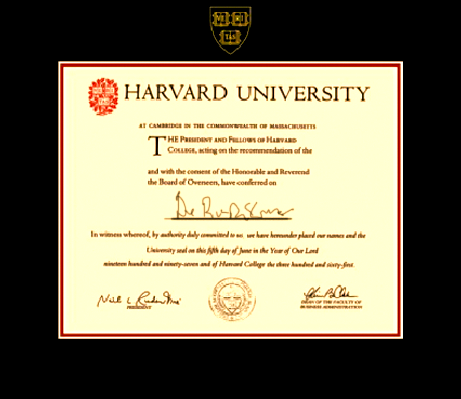 VE RI
TAS
HARVARD UNIVERSITY
AT CAMBRIDGE IN THE COMMONWEALTH OF MASSACHUSETTS
THE PRESIDENT AND FELLOWS OF HARVARD
COLLEGE, acting on the recommendation of the
and with the consent of the Honorable and Reverend
the Board of Overseers, have conferred on
In witness whereof, by authority duly committed to us we have hereunder placed our names and the
University seal on this fifth day of June in the Year of Our Lord
nineteen hundred and ninety-seven and of Harvard College the three hundred and sixty-first.
PRESIDENT
DEAN OF THE FACULTY OF
BUSINESS ADMINISTRATION